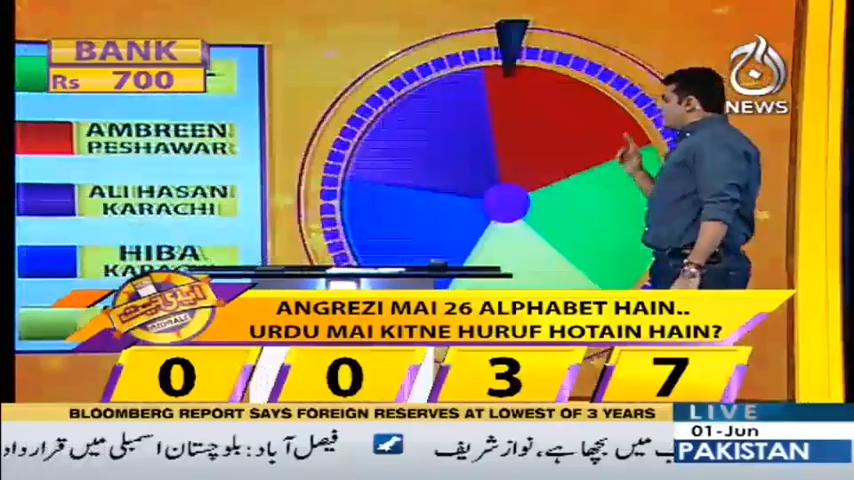 BANK
Rs 700
AMBREEN
PESHAWAR
ALI HASAN
KARACHI
HIBA
KARACHI
NEWS
ANGREZI MAI 26 ALPHABET HAIN..
URDU MAI KITNE HURUF HOTAIN HAIN?
0 0 3 7
BLOOMBERG REPORT SAYS FOREIGN RESERVES AT LOWEST OF 3 YEARS
LIVE
01-Jun
PAKISTAN
میں بچھا ہے، نواز شریف
فیصل آباد: بلوچستان اسمبلی میں قرارداد